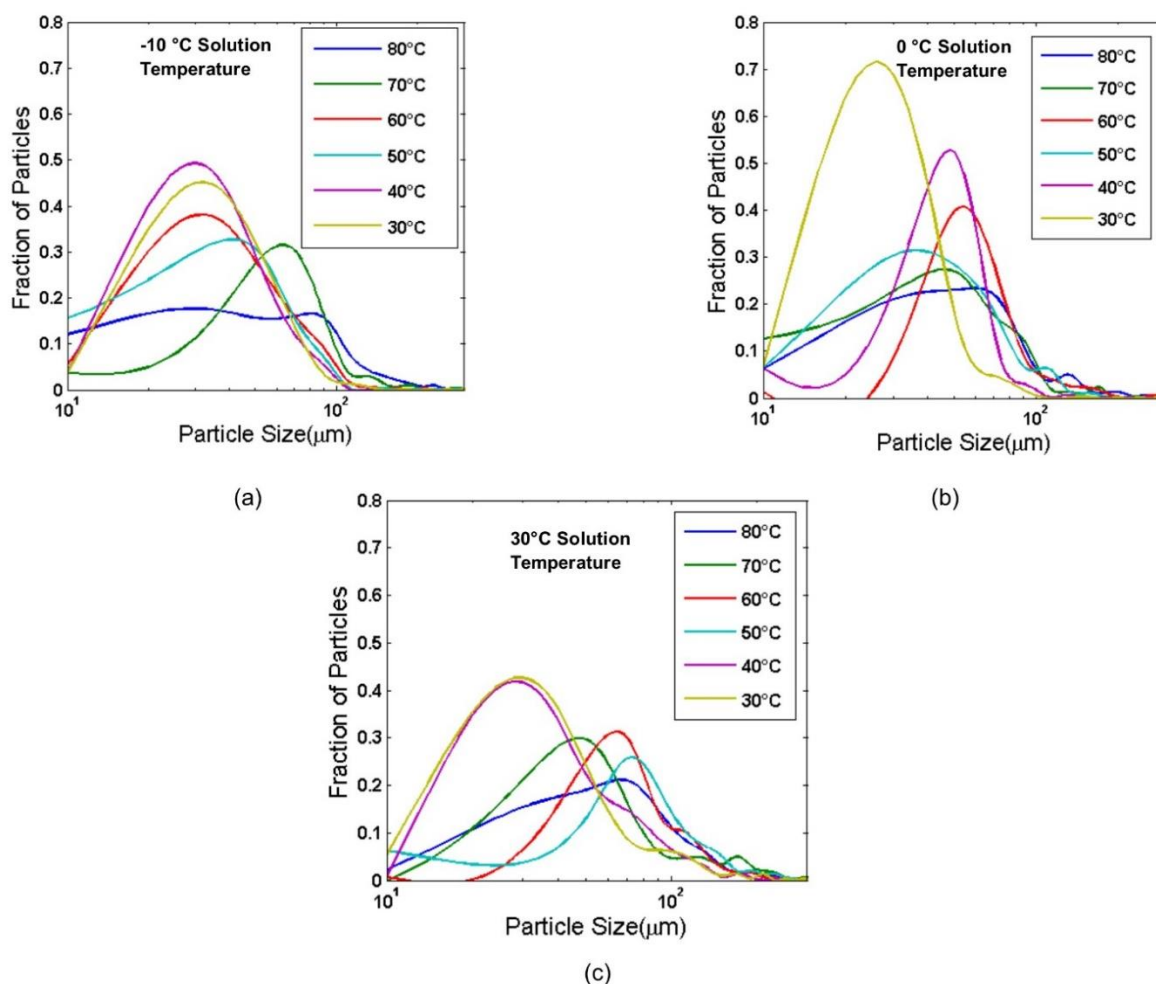 0.8
0.7
0.6
0.5
0.4
0.3
0.2
0.1
0
Fraction of Particles
-10 °C Solution
Temperature
80°C
70°C
60°C
50°C
40°C
30°C
10¹
10²
Particle Size(μm)
(a)
0.8
0.7
0.6
0.5
0.4
0.3
0.2
0.1
0
Fraction of Particles
0 °C Solution
Temperature
80°C
70°C
60°C
50°C
40°C
30°C
10¹
10²
Particle Size(μm)
(b)
0.8
0.7
0.6
0.5
0.4
0.3
0.2
0.1
0
Fraction of Particles
30°C Solution
Temperature
80°C
70°C
60°C
50°C
40°C
30°C
10¹
10²
Particle Size(μm)
(c)